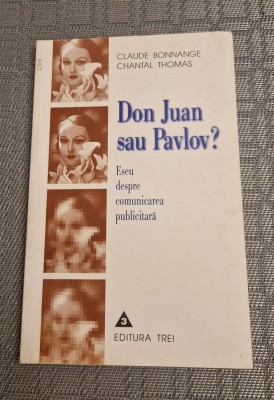 CLAUDE BONNANGE
CHANTAL THOMAS
Don Juan
sau Pavlov?
Eseu
despre
comunicarea
publicitară
3
EDITURA TREI